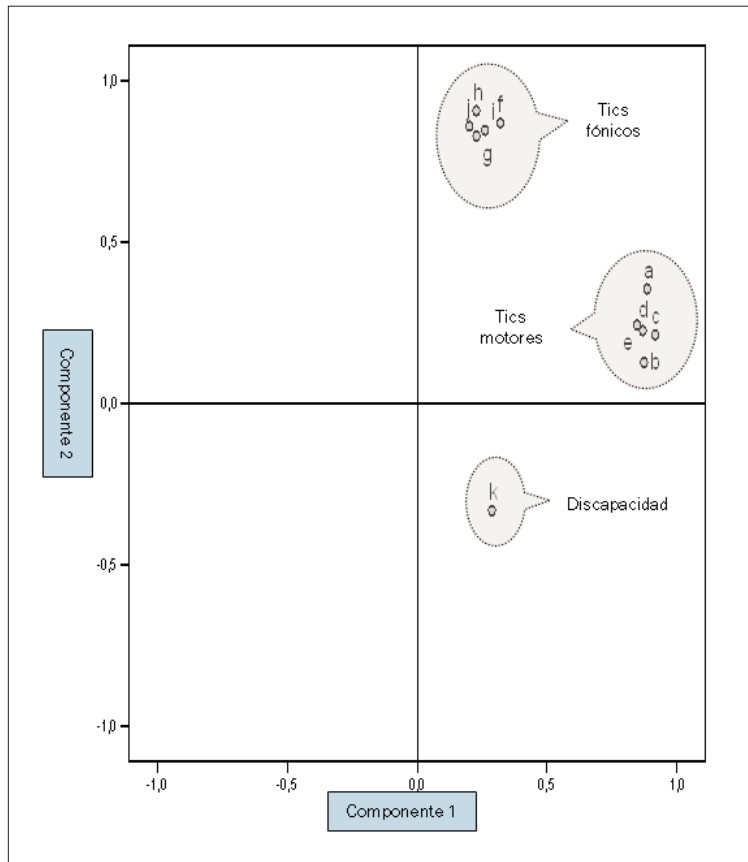 1,0
h
j
i
f
g
Tics
fónicos
0,5
a
d
c
e
b
Tics
motores
0,0
Componente 2
k
Discapacidad
-0,5
-1,0
-1,0
-0,5
0,0
0,5
1,0
Componente 1